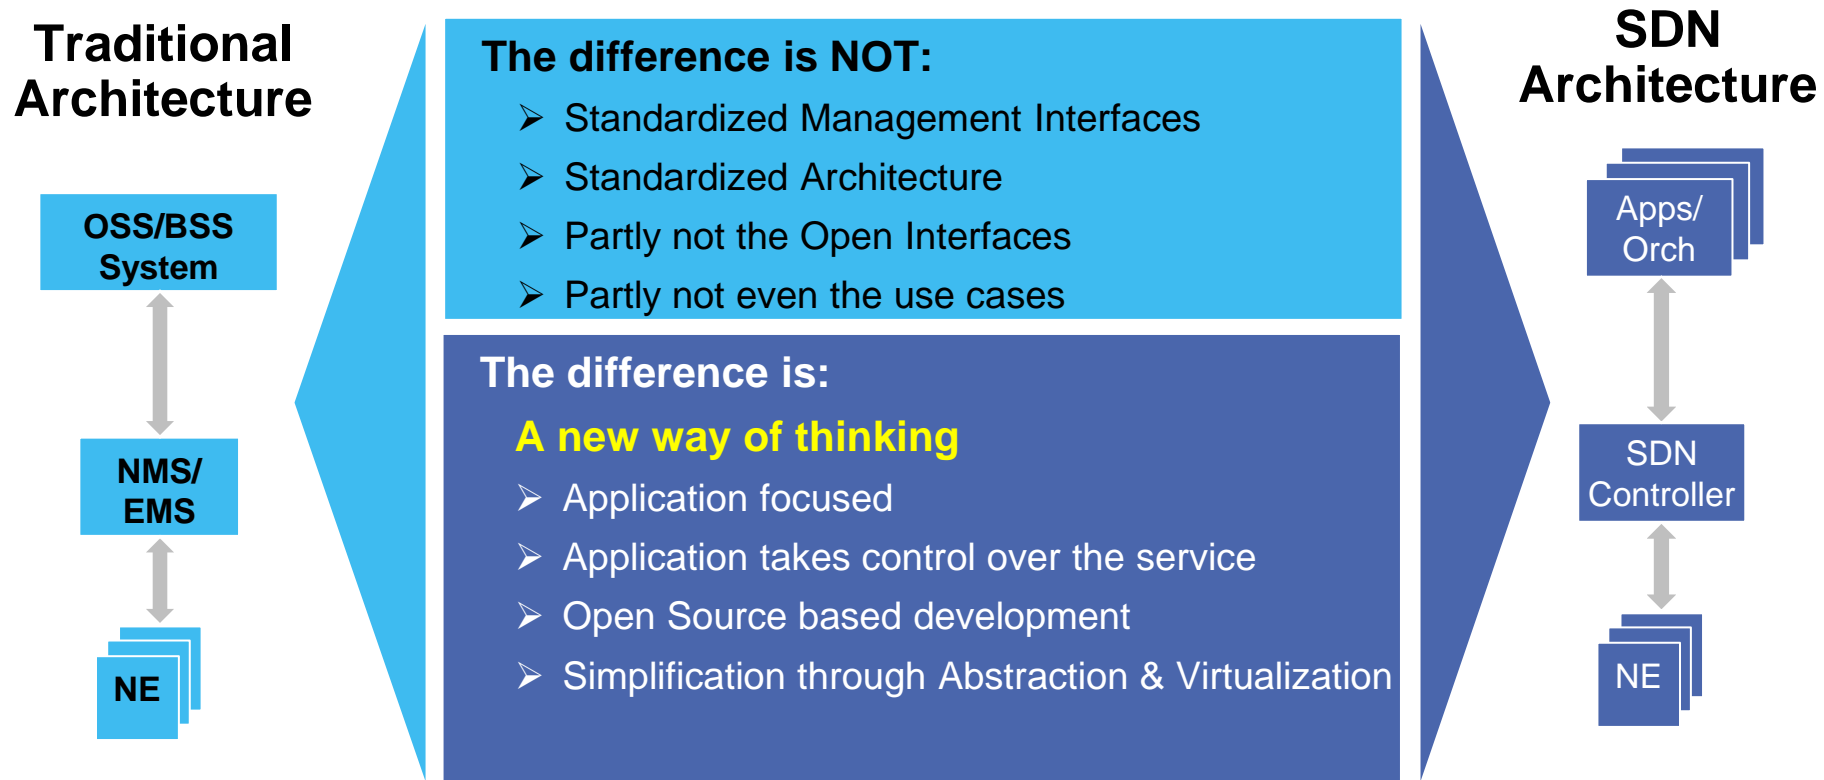 Traditional
Architecture
OSS/BSS
System
NMS/
EMS
NE
The difference is NOT:
➢ Standardized Management Interfaces
➢ Standardized Architecture
➢ Partly not the Open Interfaces
➢ Partly not even the use cases
The difference is:
A new way of thinking
➢ Application focused
➢ Application takes control over the service
➢ Open Source based development
➢ Simplification through Abstraction & Virtualization
SDN
Architecture
Apps/
Orch
SDN
Controller
NE